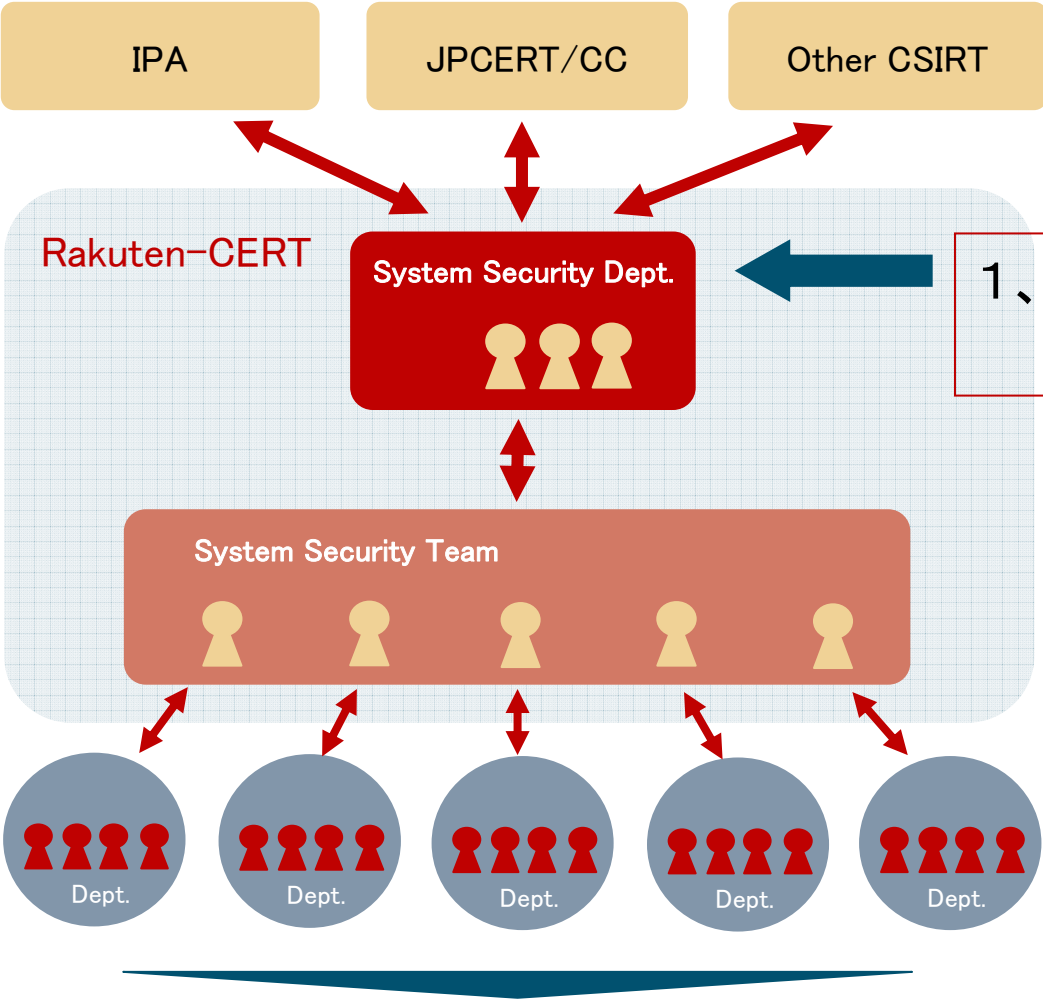 IPA
JPCERT/CC
Other CSIRT
Rakuten-CERT
System Security Dept.
1、
System Security Team
Dept.
Dept.
Dept.
Dept.
Dept.